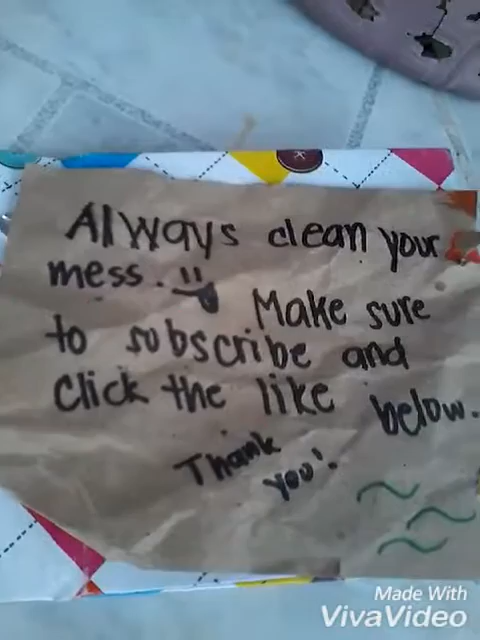 Always clean your
mess.
Make sure
to subscribe and
click the like below.
Thank
you!
Made With
VivaVideo